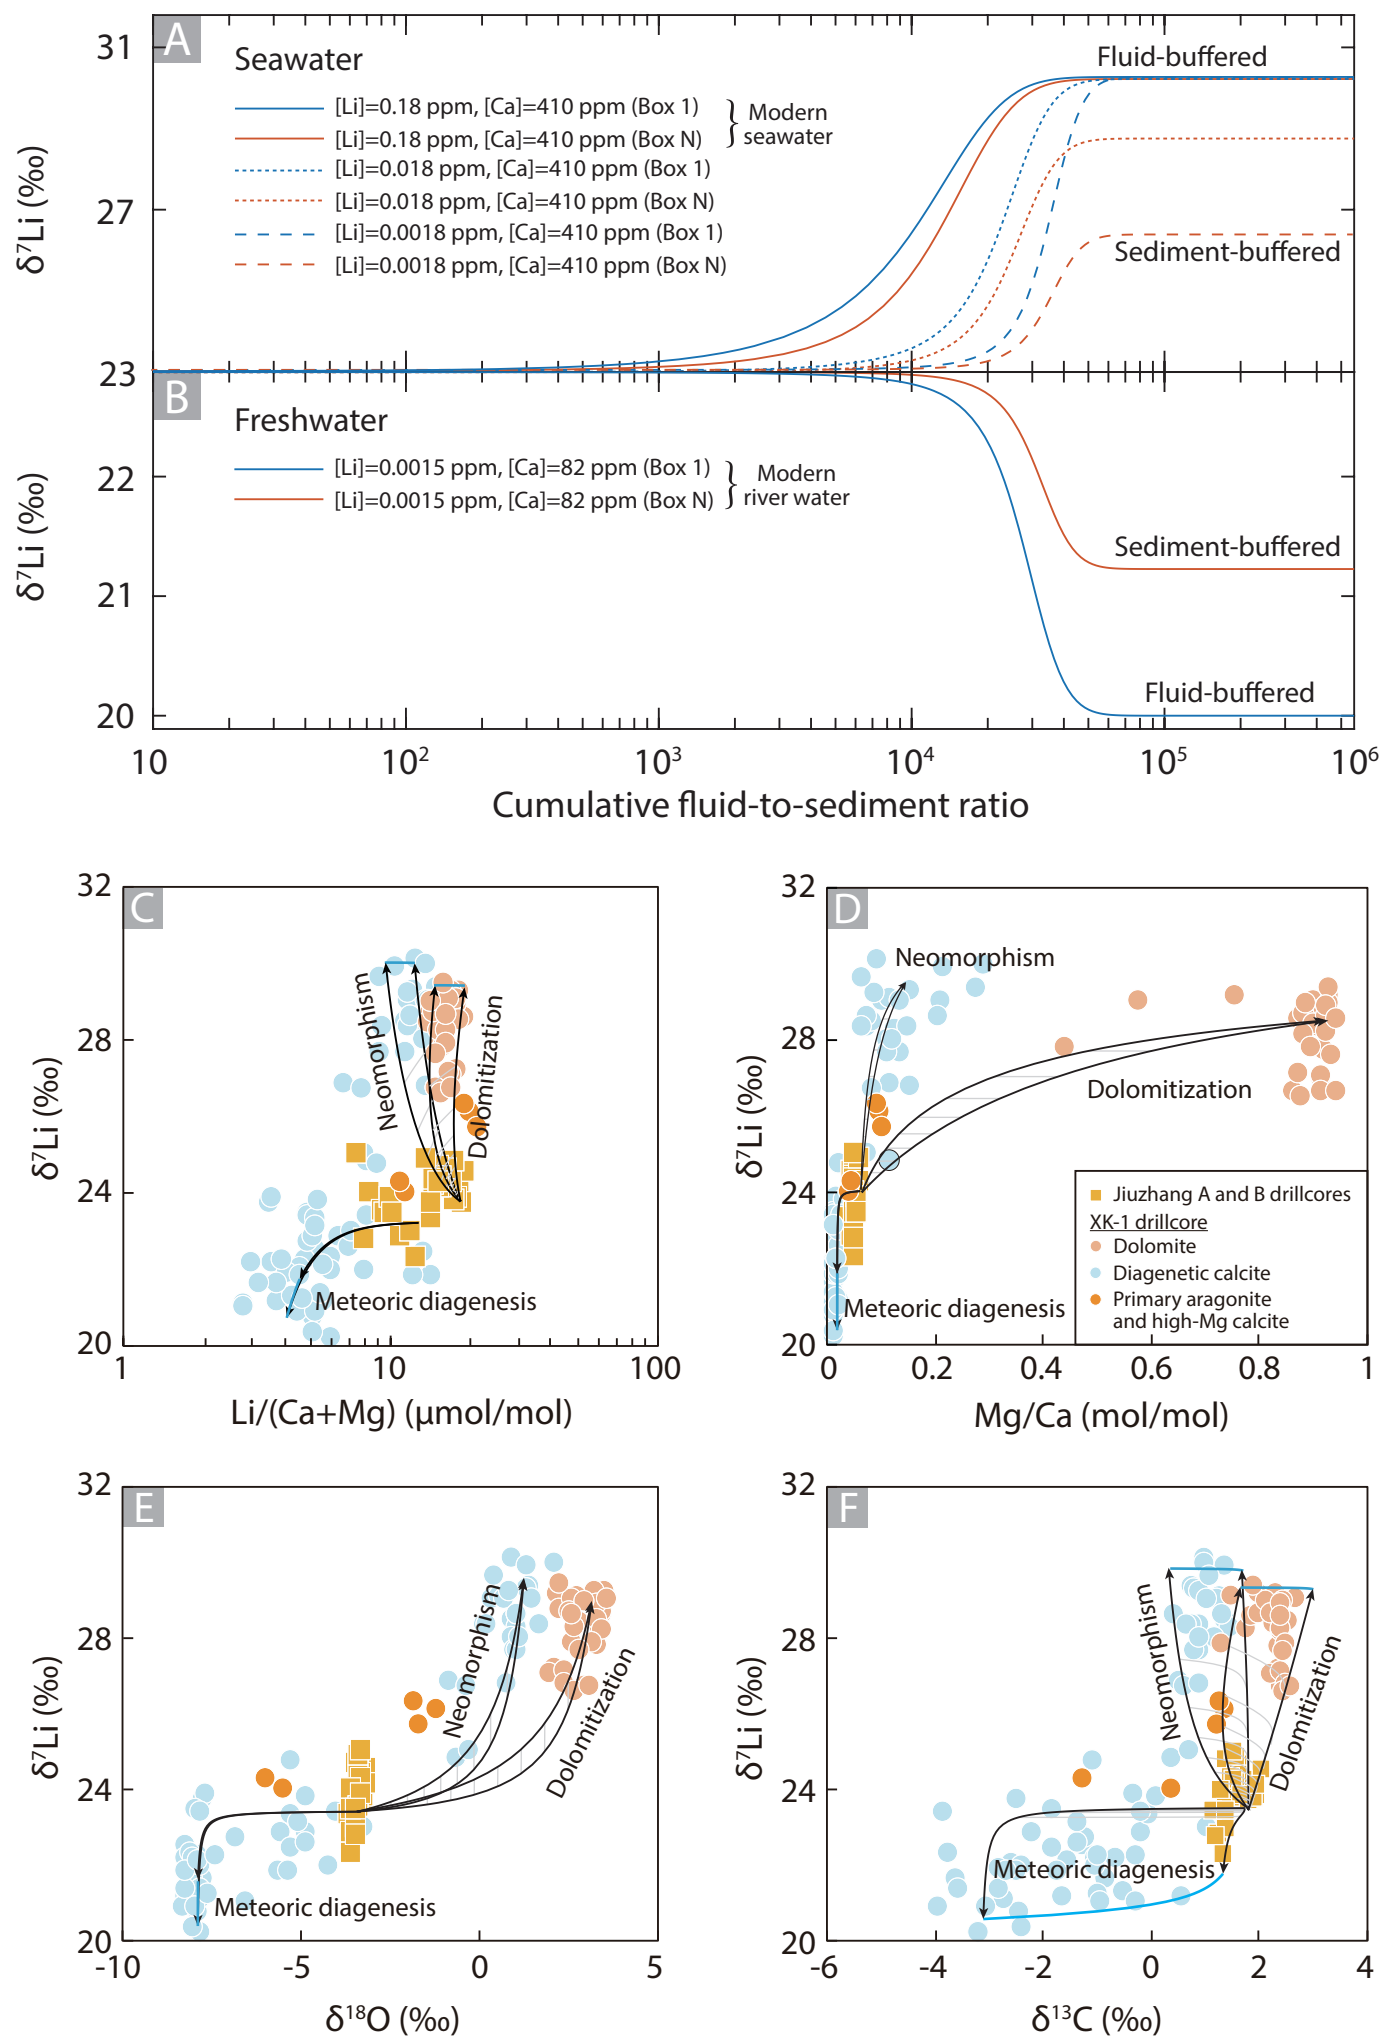 A
Seawater
[Li]=0.18 ppm, [Ca]=410 ppm (Box 1)
[Li]=0.18 ppm, [Ca]=410 ppm (Box N)
Modern
seawater
[Li]=0.018 ppm, [Ca]=410 ppm (Box 1)
[Li]=0.018 ppm, [Ca]=410 ppm (Box N)
[Li]=0.0018 ppm, [Ca]=410 ppm (Box 1)
[Li]=0.0018 ppm, [Ca]=410 ppm (Box N)
Fluid-buffered
Sediment-buffered
31
27
23
δ⁷Li (‰)
B
Freshwater
[Li]=0.0015 ppm, [Ca]=82 ppm (Box 1)
[Li]=0.0015 ppm, [Ca]=82 ppm (Box N)
Modern
river water
Sediment-buffered
Fluid-buffered
22
21
20
δ⁷Li (‰)
10 10² 10³ 10⁴ 10⁵ 10⁶
Cumulative fluid-to-sediment ratio
C
32
28
24
20
δ⁷Li (‰)
Neomorphism
Dolomitization
Meteoric diagenesis
1 10 100
Li/(Ca+Mg) (μmol/mol)
D
32
28
24
20
δ⁷Li (‰)
Neomorphism
Dolomitization
Meteoric diagenesis
Jiuzhang A and B drillcores
XK-1 drillcore
Dolomite
Diagenetic calcite
Primary aragonite
and high-Mg calcite
0 0.2 0.4 0.6 0.8 1
Mg/Ca (mol/mol)
E
32
28
24
20
δ⁷Li (‰)
Neomorphism
Dolomitization
Meteoric diagenesis
-10 -5 0 5
δ¹⁸O (‰)
F
32
28
24
20
δ⁷Li (‰)
Neomorphism
Dolomitization
Meteoric diagenesis
-6 -4 -2 0 2 4
δ¹³C (‰)